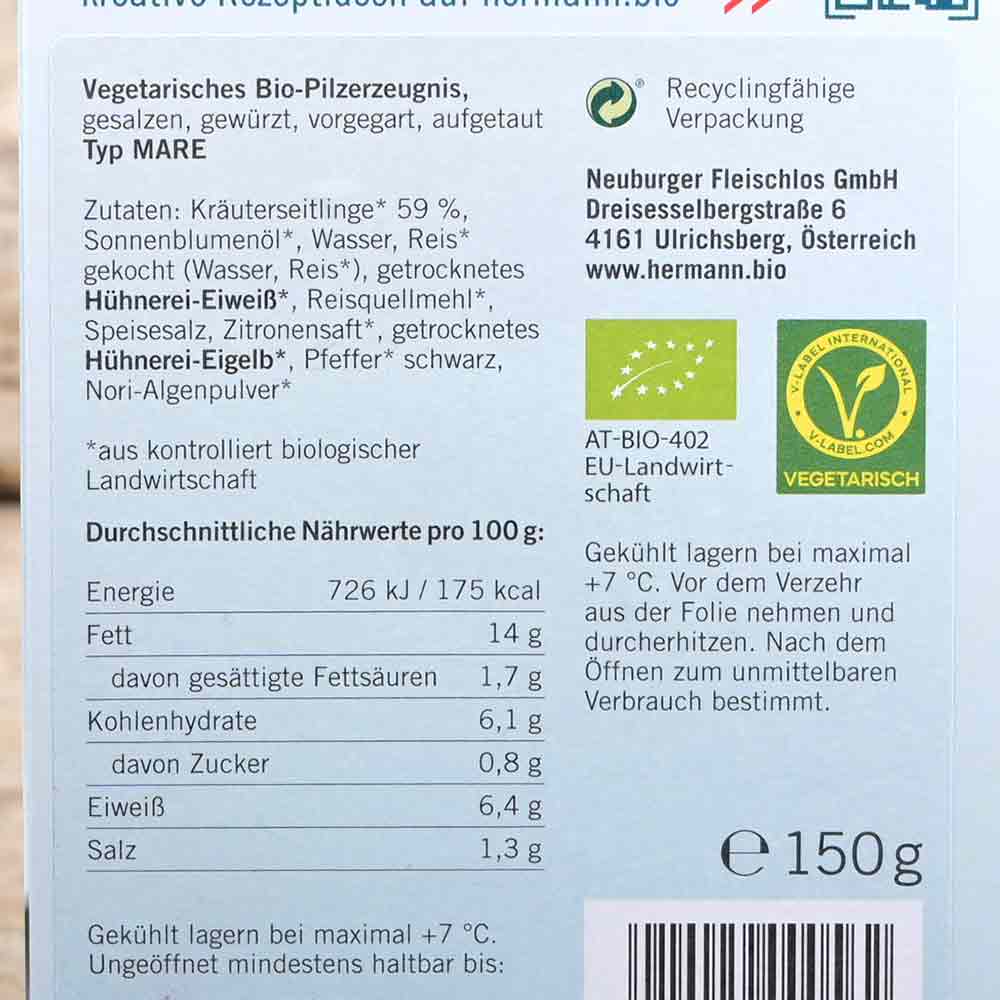 Kreative Rezeptideen auf hermann.bio
Vegetarisches Bio-Pilzerzeugnis,
gesalzen, gewürzt, vorgegart, aufgetaut
Typ MARE
Zutaten: Kräuterseitlinge* 59 %,
Sonnenblumenöl*, Wasser, Reis*
gekocht (Wasser, Reis*), getrocknetes
Hühnerei-Eiweiß*, Reisquellmehl*,
Speisesalz, Zitronensaft*, getrocknetes
Hühnerei-Eigelb*, Pfeffer* schwarz,
Nori-Algenpulver*
*aus kontrolliert biologischer
Landwirtschaft
Durchschnittliche Nährwerte pro 100 g:
Energie 726 kJ / 175 kcal
Fett 14 g
davon gesättigte Fettsäuren 1,7 g
Kohlenhydrate 6,1 g
davon Zucker 0,8 g
Eiweiß 6,4 g
Salz 1,3 g
Gekühlt lagern bei maximal +7 °C.
Ungeöffnet mindestens haltbar bis:
®
Recyclingfähige
Verpackung
Neuburger Fleischlos GmbH
Dreisesselbergstraße 6
4161 Ulrichsberg, Österreich
www.hermann.bio
AT-BIO-402
EU-Landwirt-
schaft
V-LABEL INTERNATIONAL
V-LABEL.COM
VEGETARISCH
Gekühlt lagern bei maximal
+7 °C. Vor dem Verzehr
aus der Folie nehmen und
durcherhitzen. Nach dem
Öffnen zum unmittelbaren
Verbrauch bestimmt.
℮ 150g